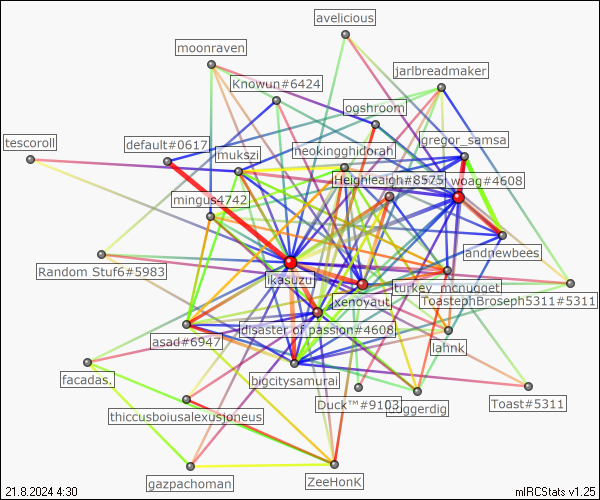 avelicious
moonraven
jarlbreadmaker
Knowun#6424
ogshroom
gregor_samsa
default#0617
tescoroll
mukszi
neokingghidorah
Heighleaigh#8575
woag#4608
mingus4742
andnewbees
Random Stuf6#5983
ikasuzu
turkey_mcnugget
xenoyaut
ToastephBroseph5311#5311
disaster of passion#4608
asad#6947
lahnk
facadas.
bigcitysamurai
Duck™#9103
uggerdig
Toast#5311
thiccusboiusalexusjoneus
gazpachoman
ZeeHonK
21.8.2024 4:30
mIRCStats v1.25